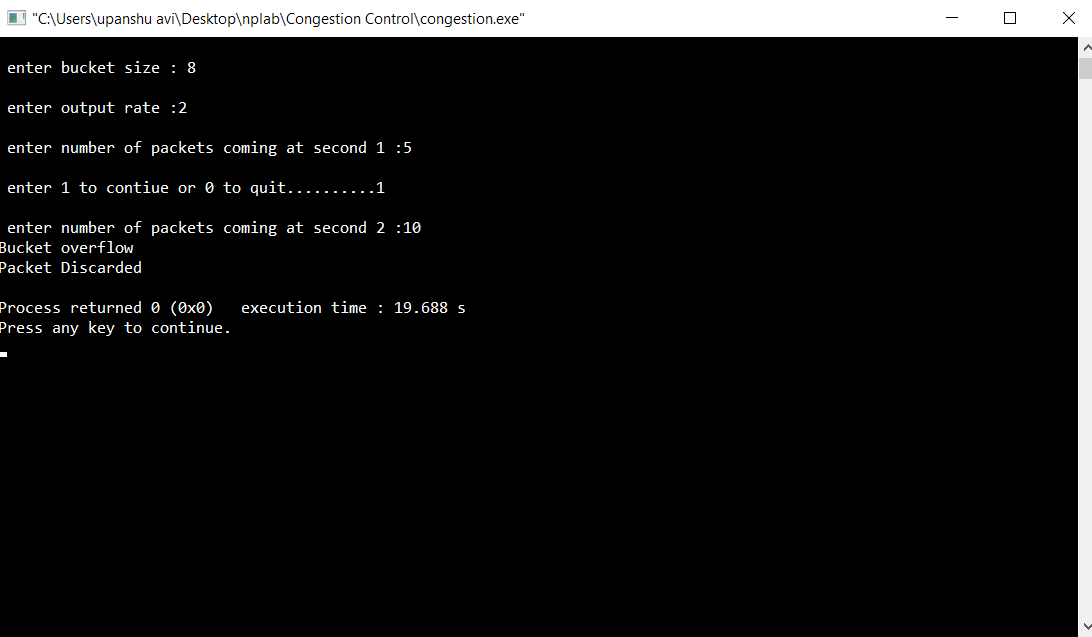 "C:\Users\upanshu avi\Desktop\nplab\Congestion Control\congestion.exe"
enter bucket size : 8
enter output rate :2
enter number of packets coming at second 1 :5
enter 1 to contiue or 0 to quit..........1
enter number of packets coming at second 2 :10
Bucket overflow
Packet Discarded
Process returned 0 (0x0)   execution time : 19.688 s
Press any key to continue.